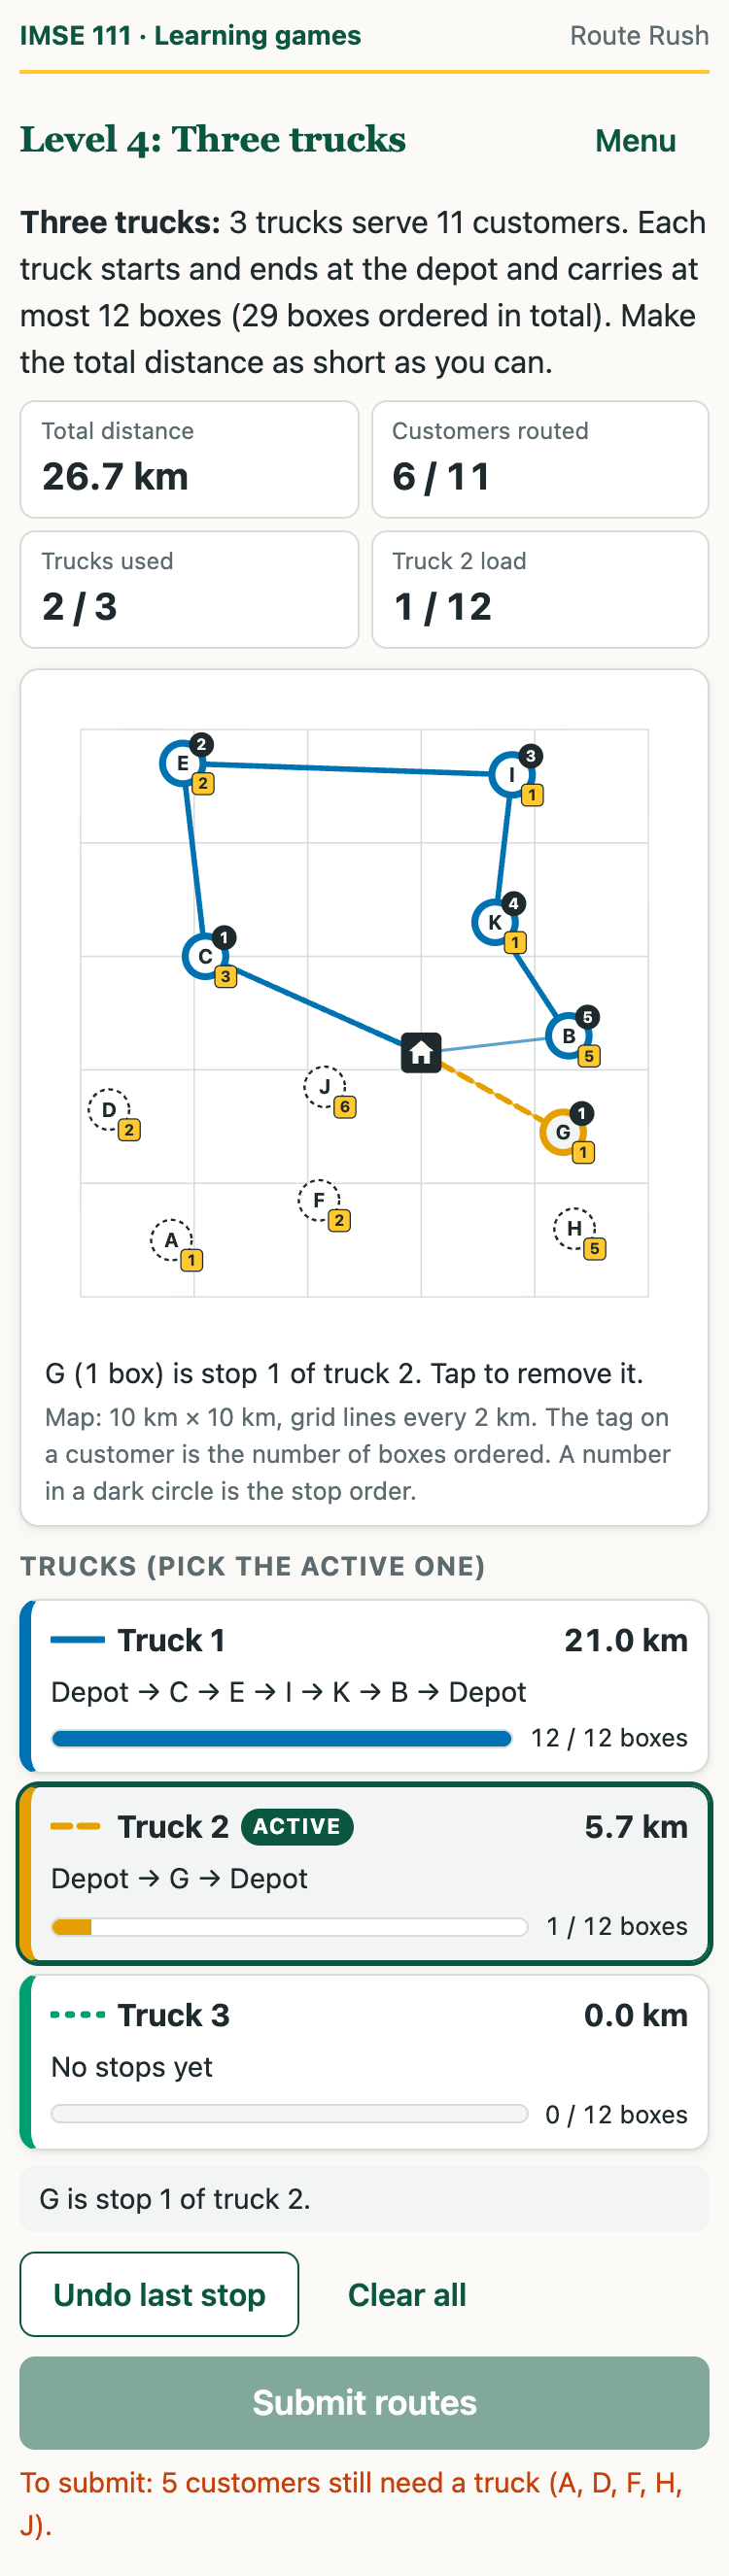 IMSE 111 · Learning games
Route Rush
Level 4: Three trucks
Menu
Three trucks: 3 trucks serve 11 customers. Each
truck starts and ends at the depot and carries at
most 12 boxes (29 boxes ordered in total). Make
the total distance as short as you can.
Total distance
26.7 km
Customers routed
6 / 11
Trucks used
2 / 3
Truck 2 load
1 / 12
E
2
2
I
3
1
K
4
1
C
1
3
B
5
5
J
6
D
2
G
1
1
F
2
A
1
H
5
G (1 box) is stop 1 of truck 2. Tap to remove it.
Map: 10 km × 10 km, grid lines every 2 km. The tag on
a customer is the number of boxes ordered. A number
in a dark circle is the stop order.
TRUCKS (PICK THE ACTIVE ONE)
Truck 1
21.0 km
Depot → C → E → I → K → B → Depot
12 / 12 boxes
Truck 2
ACTIVE
5.7 km
Depot → G → Depot
1 / 12 boxes
Truck 3
0.0 km
No stops yet
0 / 12 boxes
G is stop 1 of truck 2.
Undo last stop
Clear all
Submit routes
To submit: 5 customers still need a truck (A, D, F, H,
J).